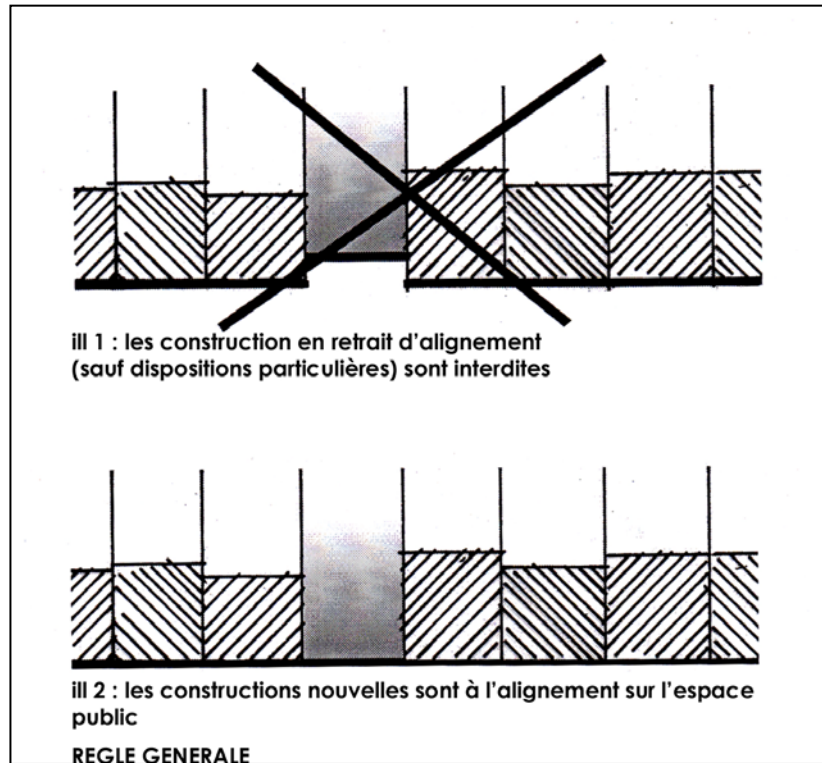 ill 1 : les construction en retrait d'alignement
(sauf dispositions particulières) sont interdites
ill 2 : les constructions nouvelles sont à l'alignement sur l'espace
public
REGLE GENERALE